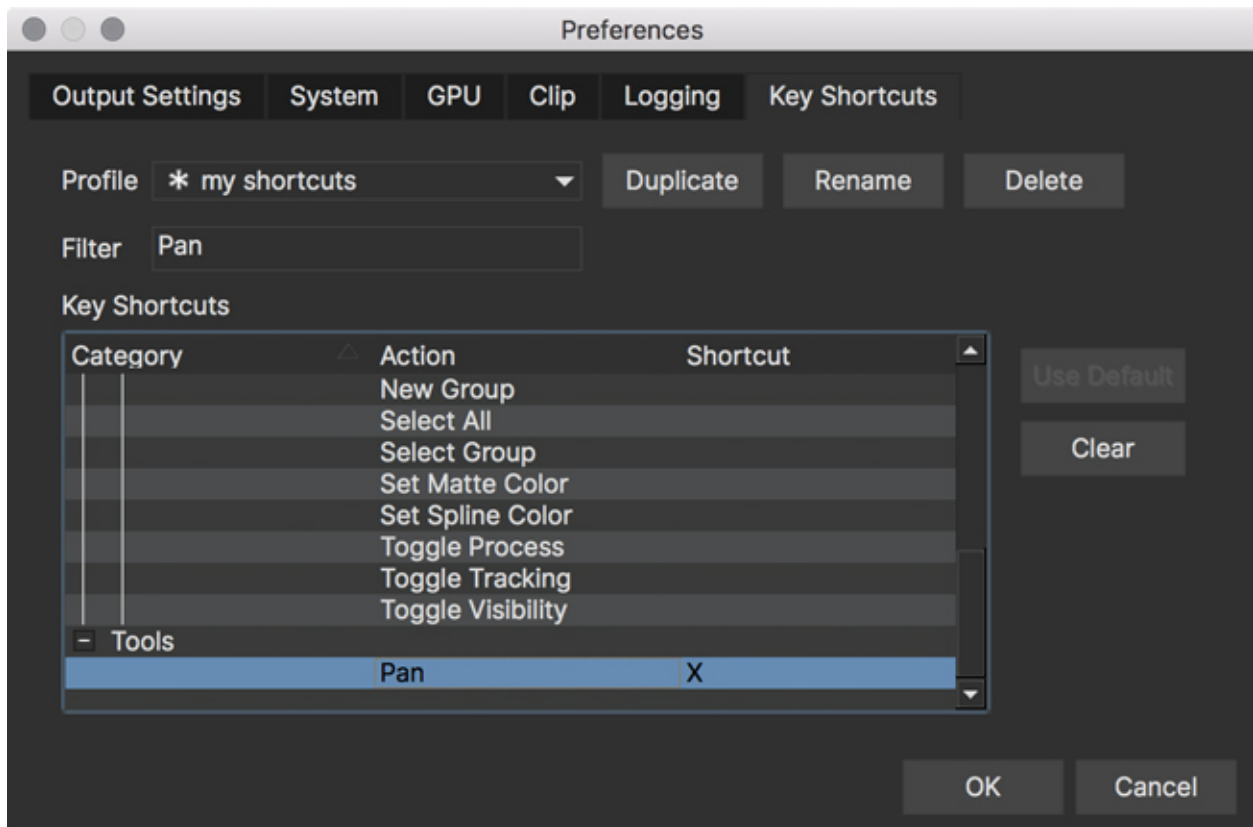 Preferences
Output Settings System GPU Clip Logging Key Shortcuts
Profile * my shortcuts Duplicate Rename Delete
Filter Pan
Key Shortcuts
Category Action Shortcut
New Group
Use Default
Select All
Select Group
Clear
Set Matte Color
Set Spline Color
Toggle Process
Toggle Tracking
Toggle Visibility
Tools
Pan X
OK Cancel